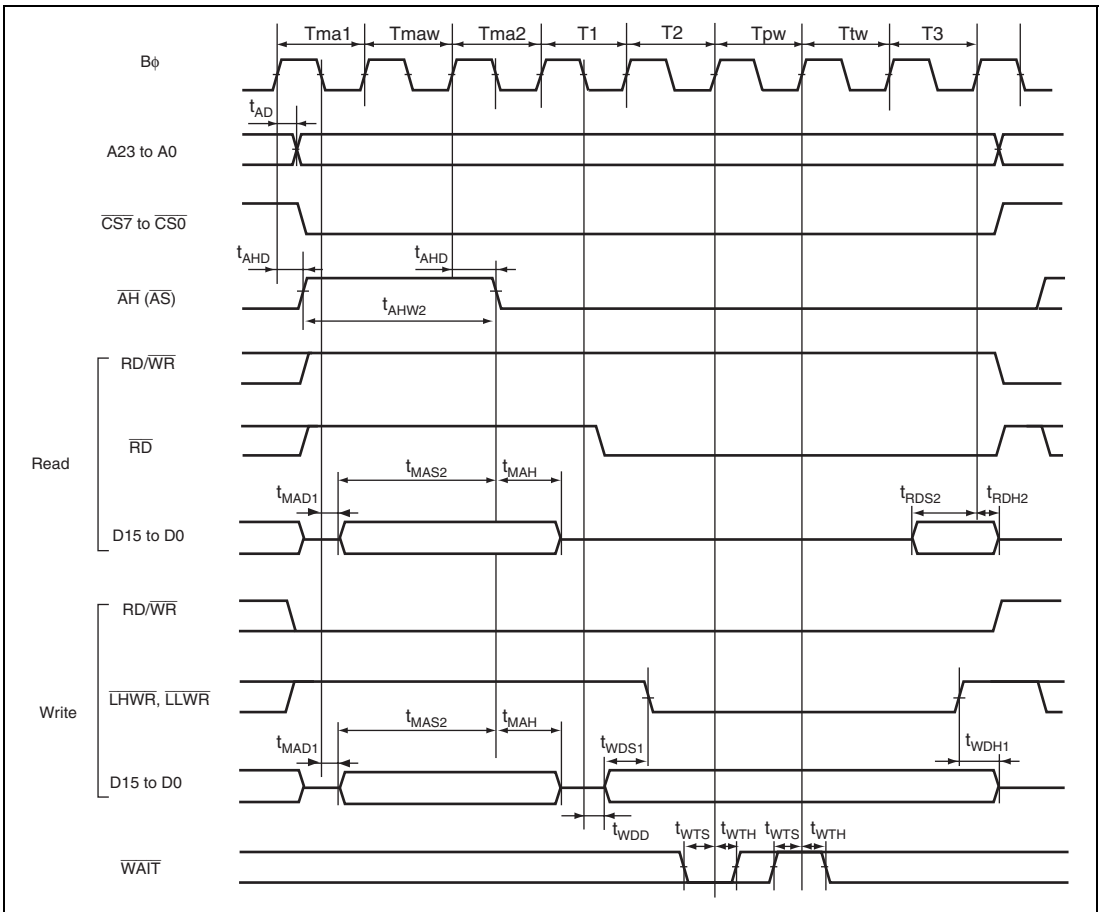 Tma1 Tmaw Tma2 T1 T2 Tpw Ttw T3
Bφ
tAD
A23 to A0
CS7 to CS0
tAHD tAHD
AH (AS)
tAHW2
RD/WR
RD
Read
tMAS2 tMAH
tMAD1 tRDS2 tRDH2
D15 to D0
RD/WR
LHWR, LLWR
Write
tMAS2 tMAH
tMAD1 tWDS1 tWDH1
D15 to D0
tWDD tWTS tWTH tWTS tWTH
WAIT